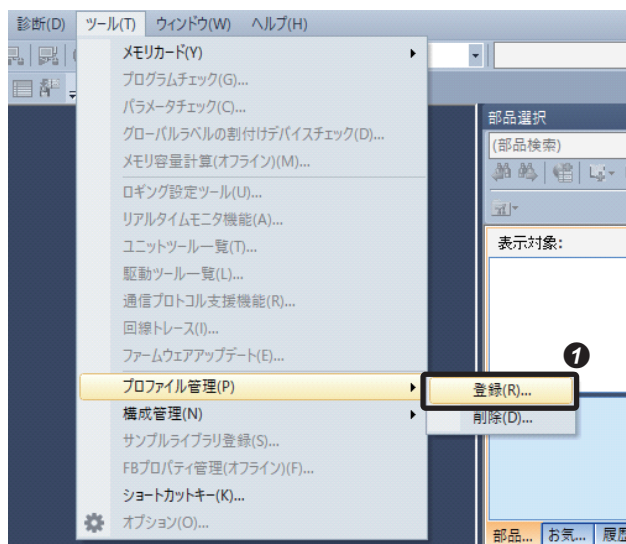 診断(D) ツール(T) ウィンドウ(W) ヘルプ(H)
メモリカード(Y)
プログラムチェック(G)...
パラメータチェック(C)...
グローバルラベルの割付けデバイスチェック(D)...
メモリ容量計算(オフライン)(M)...
ロギング設定ツール(U)...
リアルタイムモニタ機能(A)...
ユニットツール一覧(T)...
駆動ツール一覧(L)...
通信プロトコル支援機能(R)...
回線トレース(I)...
ファームウェアアップデート(E)...
プロファイル管理(P)
構成管理(N)
サンプルライブラリ登録(S)...
FBプロパティ管理(オフライン)(F)...
ショートカットキー(K)...
オプション(O)...
1
登録(R)...
削除(D)...
部品選択
(部品検索)
表示対象:
部品... お気... 履歴